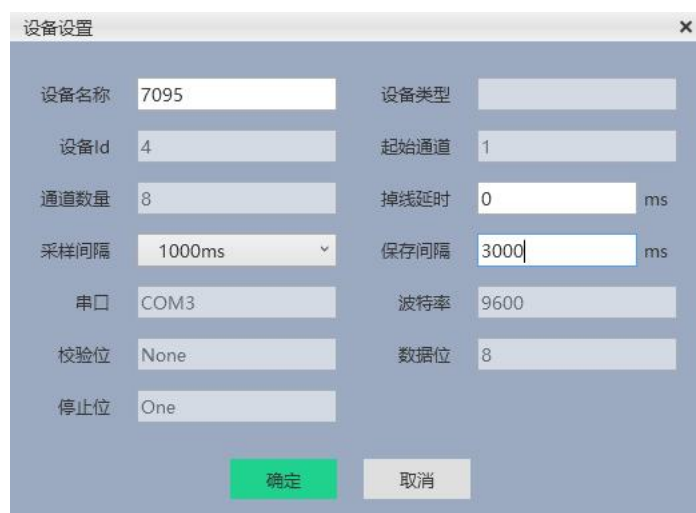 设备设置 ×
设备名称 7095 设备类型
设备Id 4 起始通道 1
通道数量 8 掉线延时 0 ms
采样间隔 1000ms 保存间隔 3000 ms
串口 COM3 波特率 9600
校验位 None 数据位 8
停止位 One
确定 取消